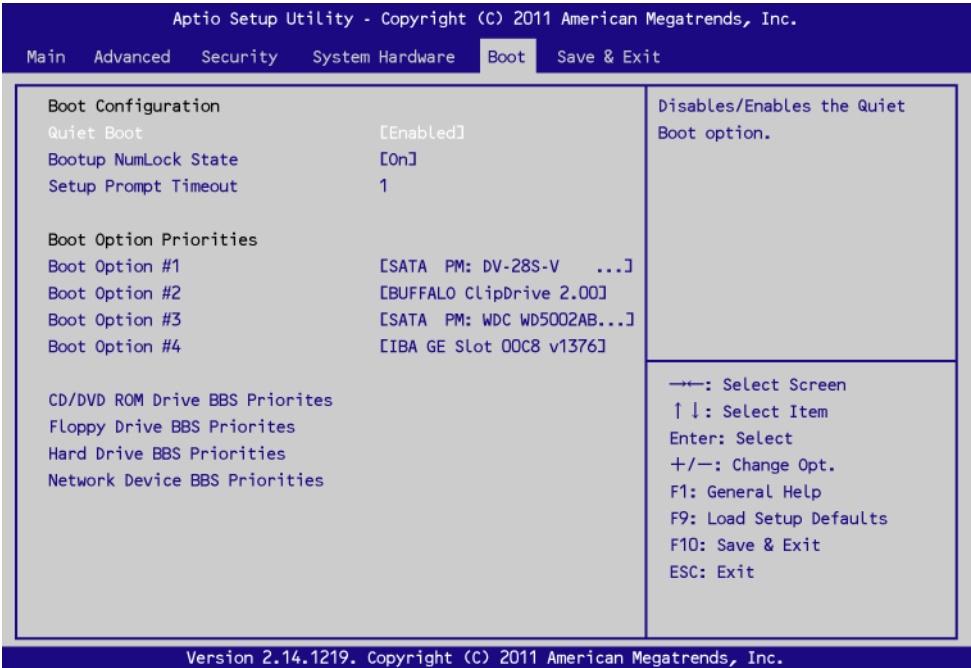 Aptio Setup Utility - Copyright (C) 2011 American Megatrends, Inc.
Main Advanced Security System Hardware Boot Save & Exit
Boot Configuration
Quiet Boot [Enabled]
Bootup NumLock State [On]
Setup Prompt Timeout 1
Boot Option Priorities
Boot Option #1 [SATA PM: DV-28S-V ...]
Boot Option #2 [BUFFALO ClipDrive 2.00]
Boot Option #3 [SATA PM: WDC WD5002AB...]
Boot Option #4 [IBA GE Slot 00C8 v1376]
CD/DVD ROM Drive BBS Priorites
Floppy Drive BBS Priorites
Hard Drive BBS Priorities
Network Device BBS Priorities
Disables/Enables the Quiet
Boot option.
→←: Select Screen
↑↓: Select Item
Enter: Select
+/-: Change Opt.
F1: General Help
F9: Load Setup Defaults
F10: Save & Exit
ESC: Exit
Version 2.14.1219. Copyright (C) 2011 American Megatrends, Inc.